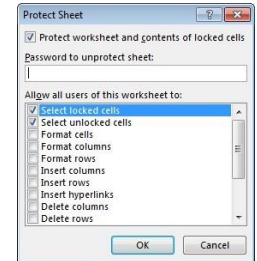 Protect Sheet
Protect worksheet and contents of locked cells
Password to unprotect sheet:
Allow all users of this worksheet to:
Select locked cells
Select unlocked cells
Format cells
Format columns
Format rows
Insert columns
Insert rows
Insert hyperlinks
Delete columns
Delete rows
OK Cancel